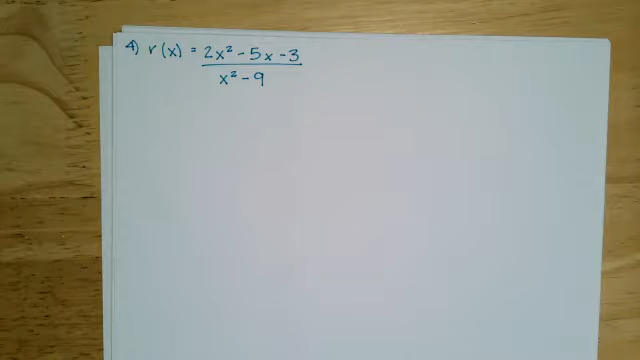 4) r(x) = 2x² - 5x - 3
x² - 9